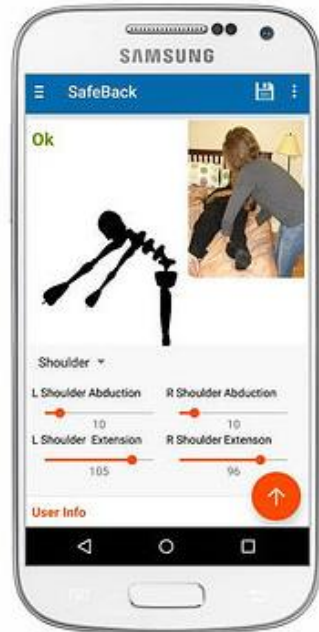 SAMSUNG
SafeBack
Ok
Shoulder
L Shoulder Abduction R Shoulder Abduction
10 10
L Shoulder Extension R Shoulder Extenson
105 96
User Info